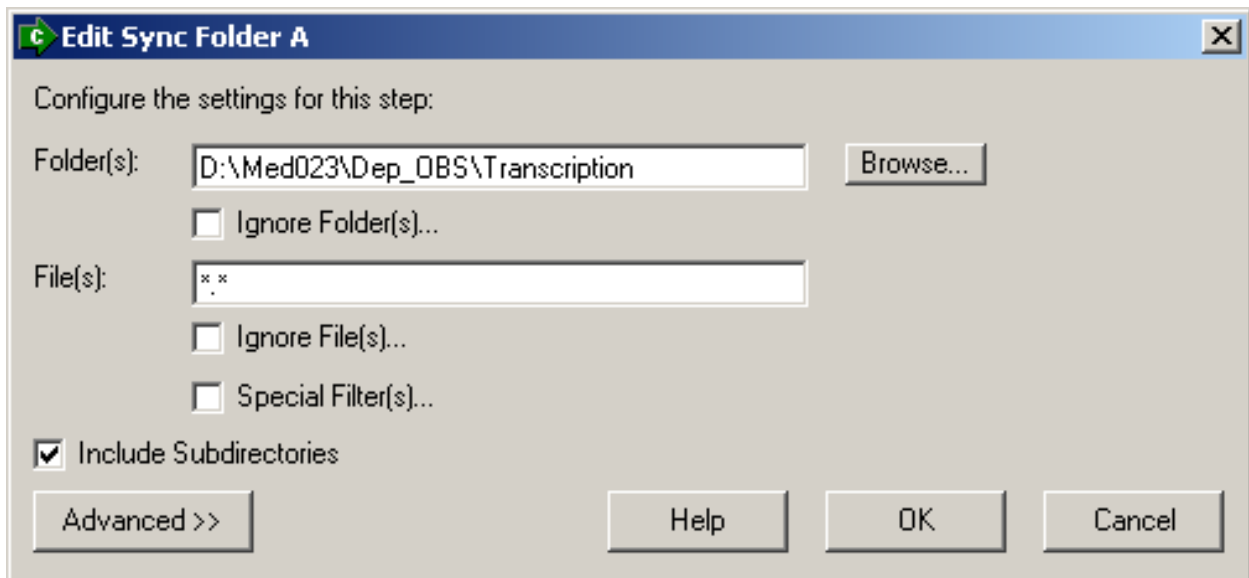 C Edit Sync Folder A
Configure the settings for this step:
Folder(s): D:\Med023\Dep_OBS\Transcription Browse...
Ignore Folder(s)...
File(s): *.*
Ignore File(s)...
Special Filter(s)...
Include Subdirectories
Advanced >> Help OK Cancel